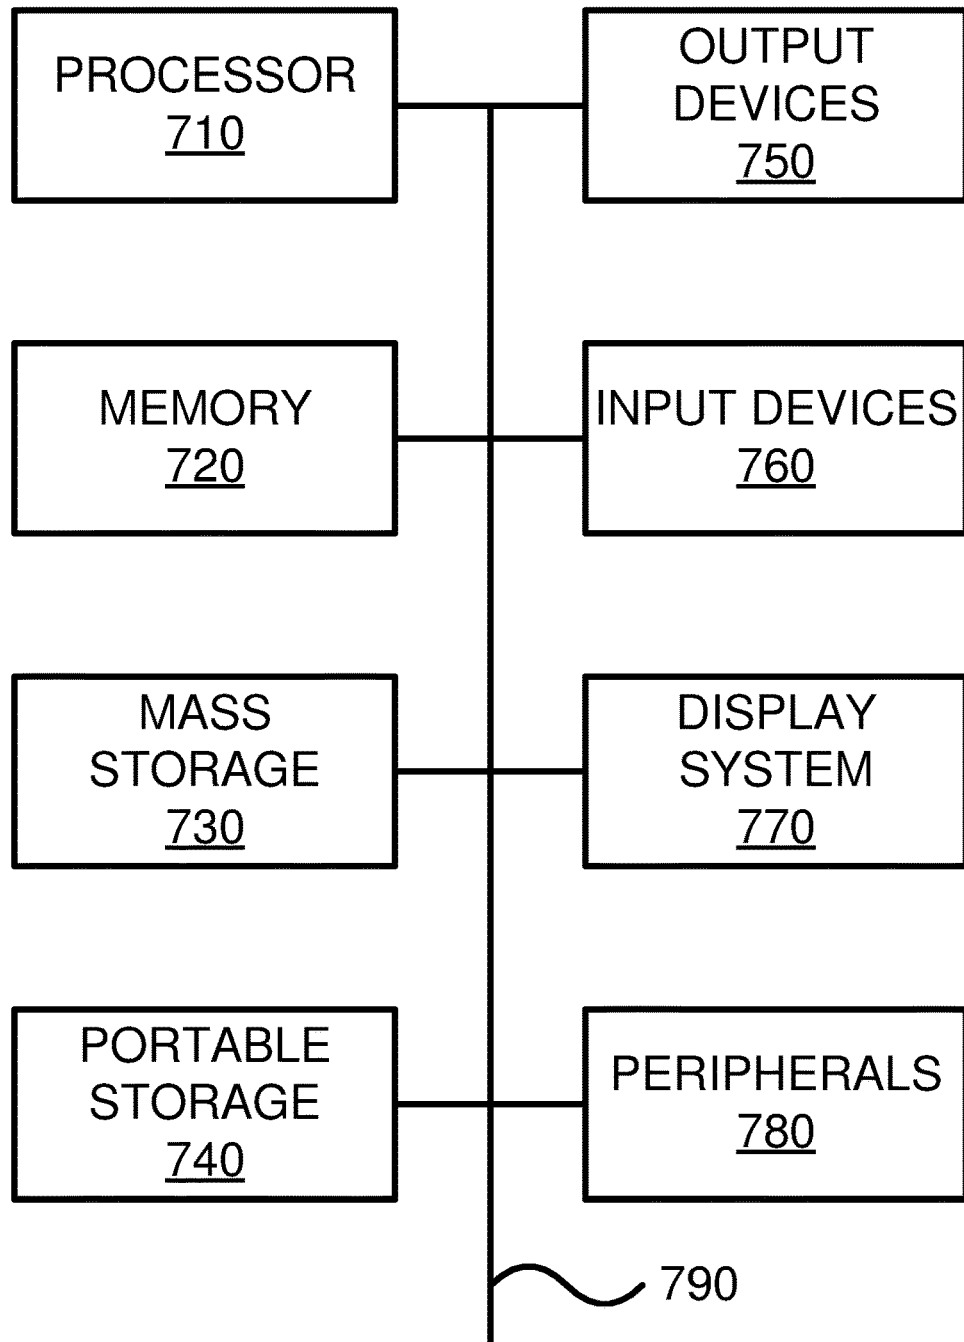 PROCESSOR
710
OUTPUT
DEVICES
750
MEMORY
720
INPUT DEVICES
760
MASS
STORAGE
730
DISPLAY
SYSTEM
770
PORTABLE
STORAGE
740
PERIPHERALS
780
790